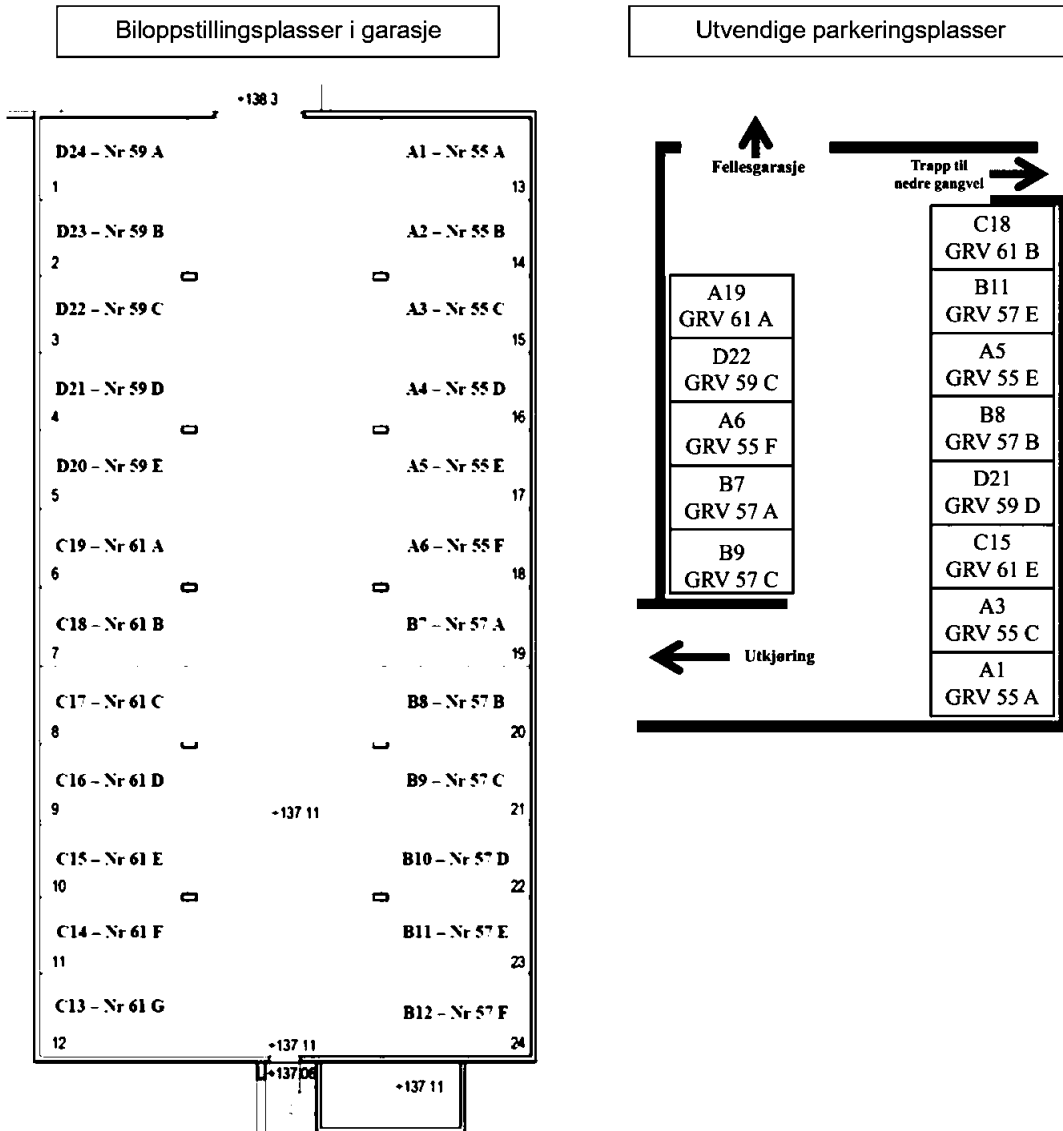 Biloppstillingsplasser i garasje
+138 3
D24 – Nr 59 A
1
D23 – Nr 59 B
2
D22 – Nr 59 C
3
D21 – Nr 59 D
4
D20 – Nr 59 E
5
C19 – Nr 61 A
6
C18 – Nr 61 B
7
C17 – Nr 61 C
8
C16 – Nr 61 D
9
C15 – Nr 61 E
10
C14 – Nr 61 F
11
C13 – Nr 61 G
12
A1 – Nr 55 A
13
A2 – Nr 55 B
14
A3 – Nr 55 C
15
A4 – Nr 55 D
16
A5 – Nr 55 E
17
A6 – Nr 55 F
18
B7 – Nr 57 A
19
B8 – Nr 57 B
20
B9 – Nr 57 C
21
B10 – Nr 57 D
22
B11 – Nr 57 E
23
B12 – Nr 57 F
24
+137 11
+137 11
+137 06
+137 11
Utvendige parkeringsplasser
Fellesgarasje
Trapp til
nedre gangvei
A19
GRV 61 A
D22
GRV 59 C
A6
GRV 55 F
B7
GRV 57 A
B9
GRV 57 C
C18
GRV 61 B
B11
GRV 57 E
A5
GRV 55 E
B8
GRV 57 B
D21
GRV 59 D
C15
GRV 61 E
A3
GRV 55 C
A1
GRV 55 A
Utkjøring